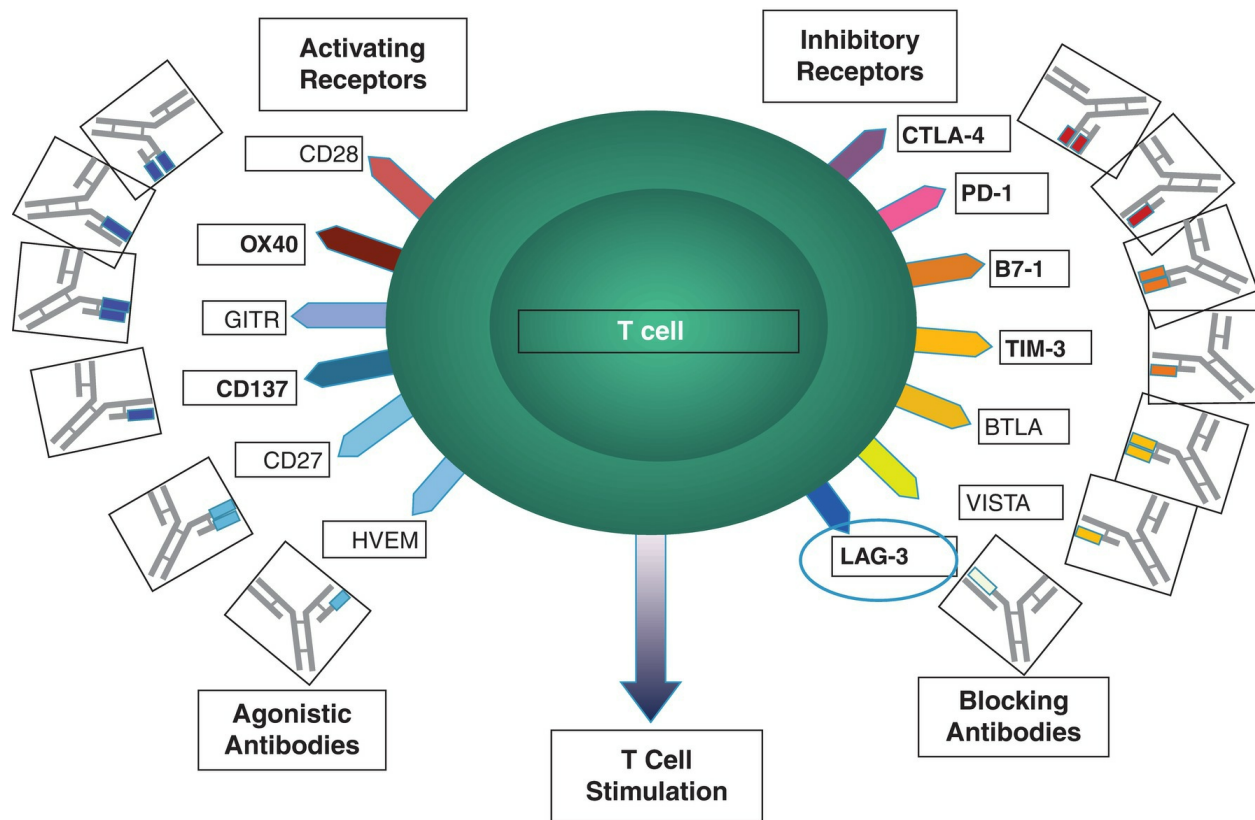 Activating
Receptors
Inhibitory
Receptors
CD28
OX40
GITR
CD137
CD27
HVEM
T cell
CTLA-4
PD-1
B7-1
TIM-3
BTLA
VISTA
LAG-3
Agonistic
Antibodies
T Cell
Stimulation
Blocking
Antibodies